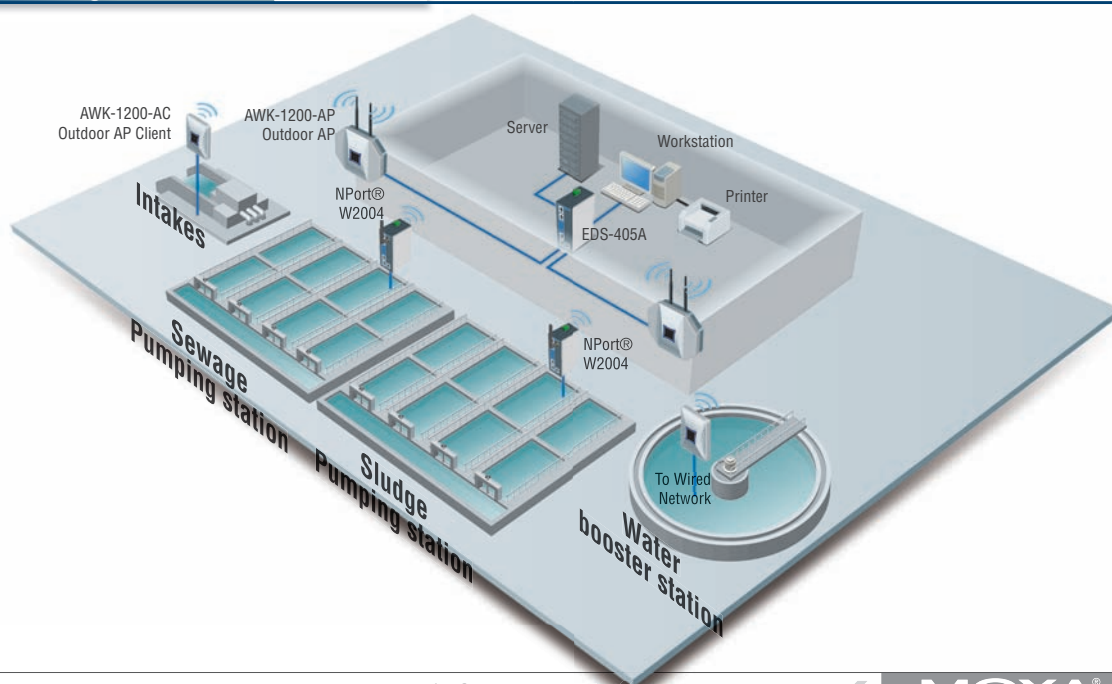 AWK-1200-AC
Outdoor AP Client
AWK-1200-AP
Outdoor AP
Server
Workstation
Printer
NPort®
W2004
EDS-405A
Intakes
NPort®
W2004
Sewage
Pumping station
Sludge
Pumping station
To Wired
Network
Water
booster station
MOXA®